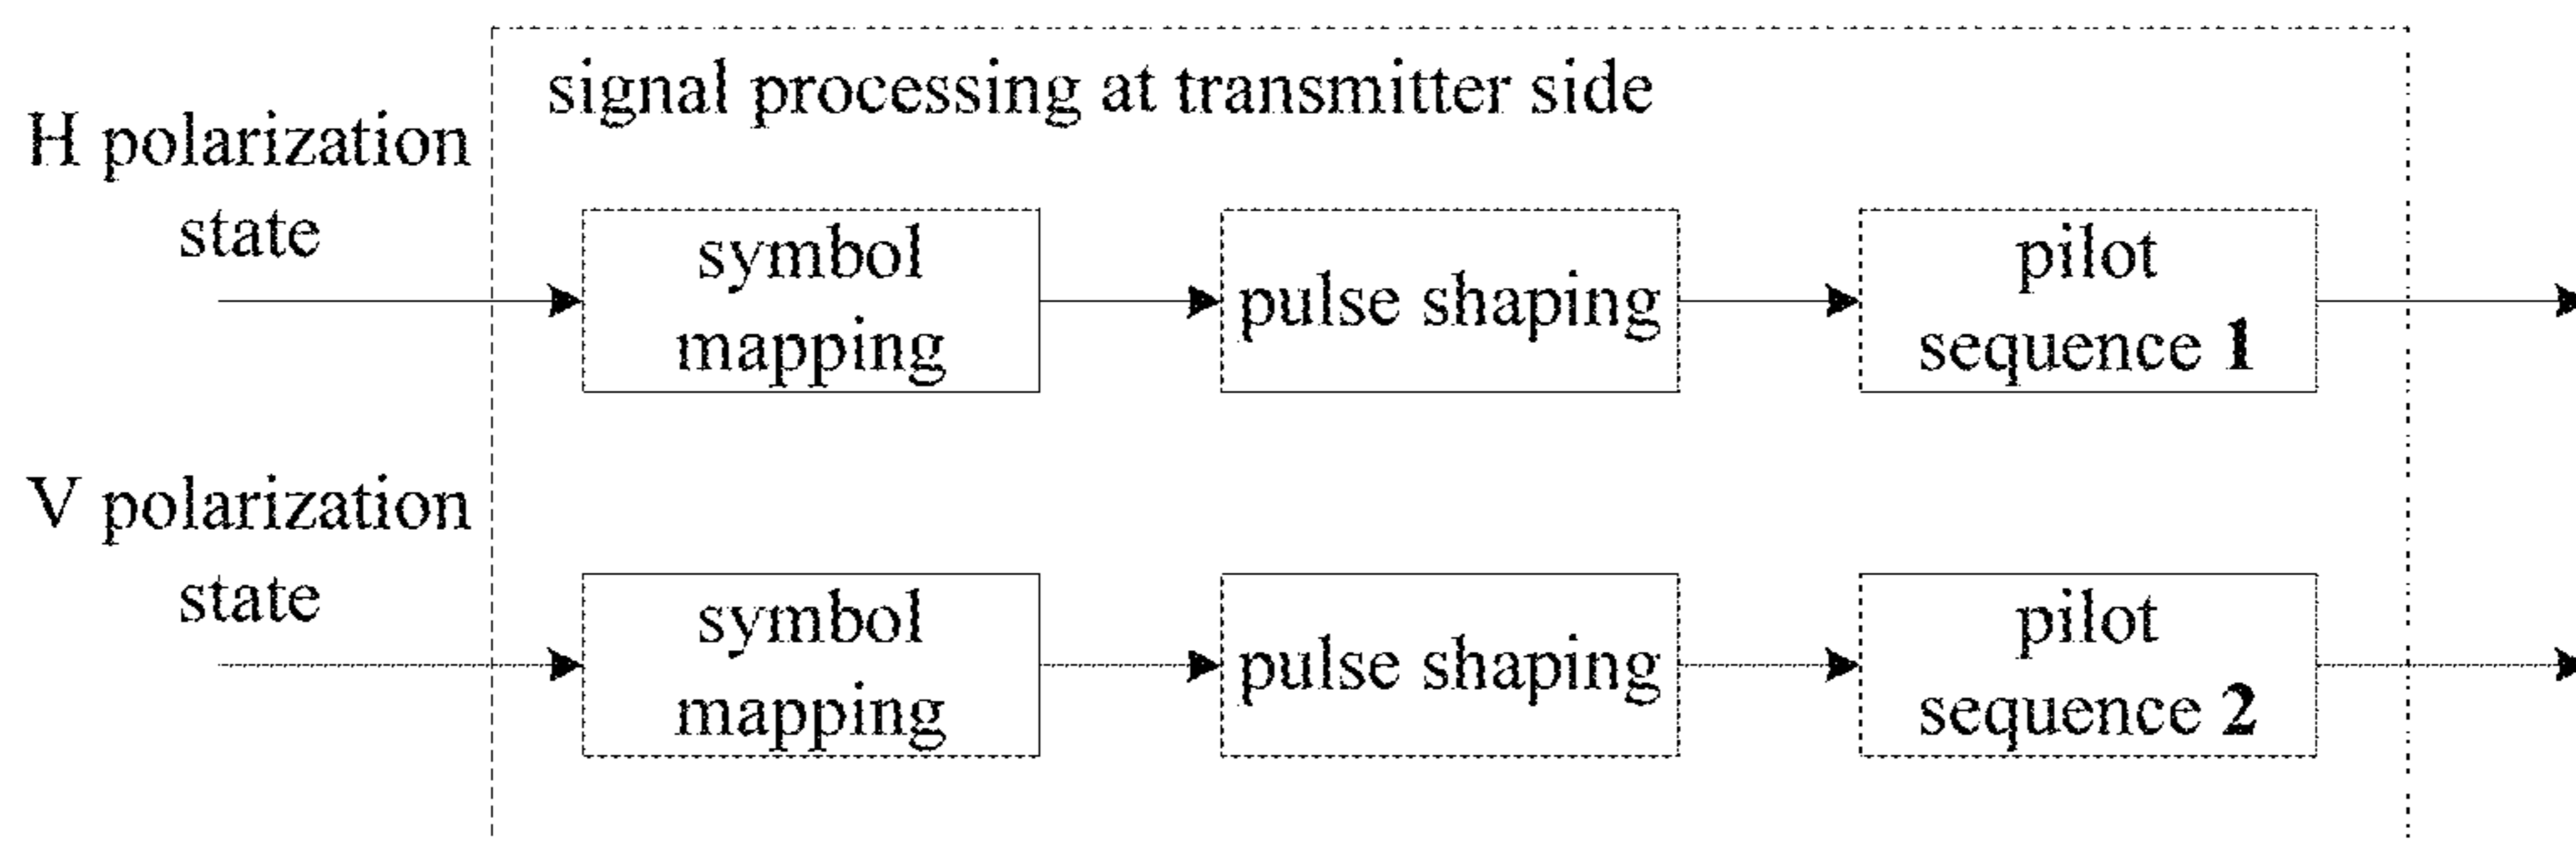 signal processing at transmitter side
H polarization
state
symbol
mapping
pulse shaping
pilot
sequence 1
V polarization
state
symbol
mapping
pulse shaping
pilot
sequence 2